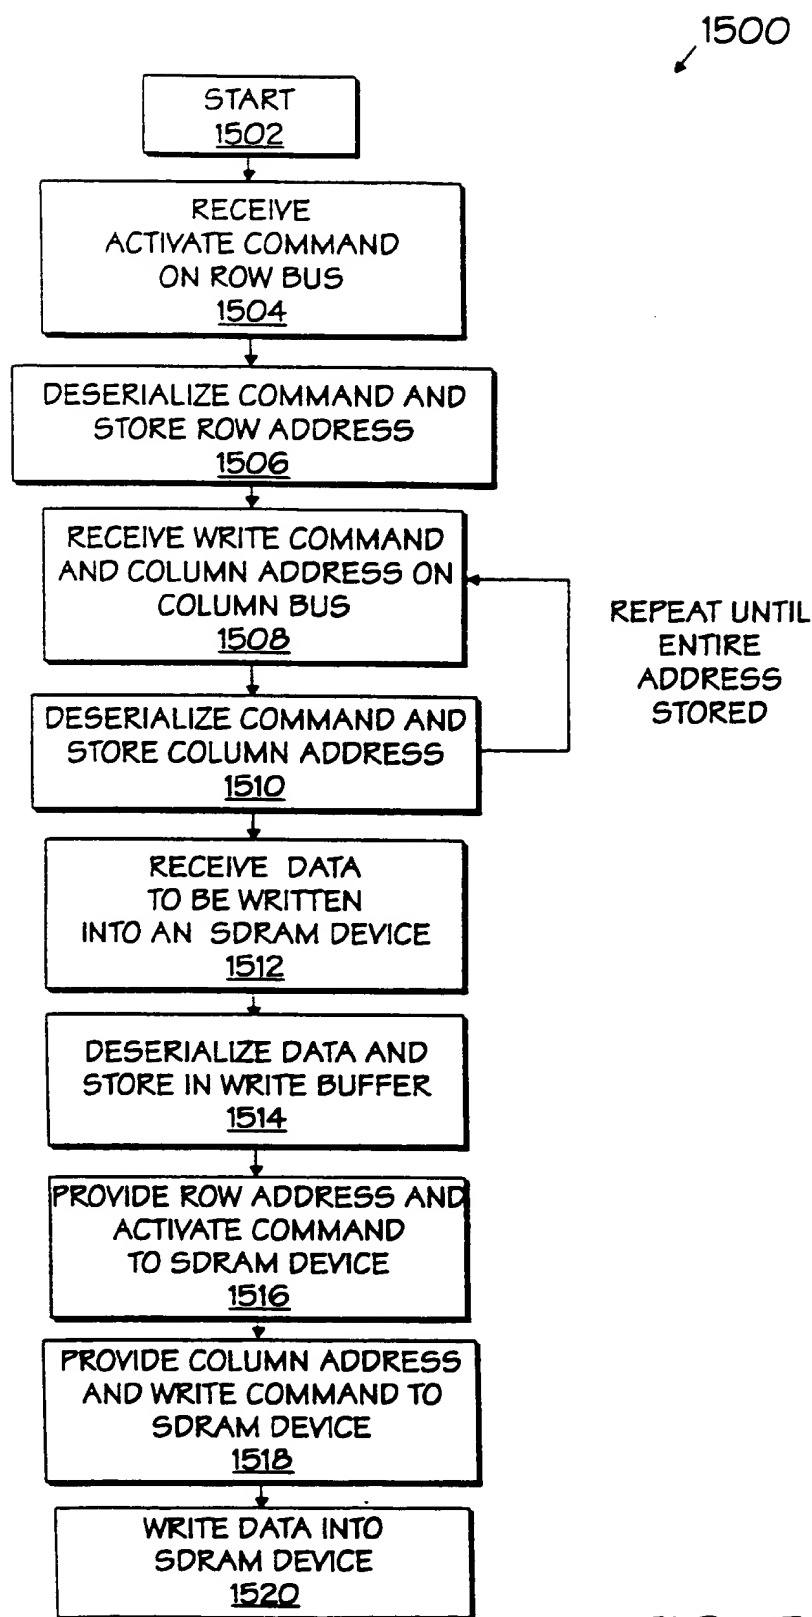 1500
START
1502
RECEIVE
ACTIVATE COMMAND
ON ROW BUS
1504
DESERIALIZE COMMAND AND
STORE ROW ADDRESS
1506
RECEIVE WRITE COMMAND
AND COLUMN ADDRESS ON
COLUMN BUS
1508
REPEAT UNTIL
ENTIRE
ADDRESS
STORED
DESERIALIZE COMMAND AND
STORE COLUMN ADDRESS
1510
RECEIVE DATA
TO BE WRITTEN
INTO AN SDRAM DEVICE
1512
DESERIALIZE DATA AND
STORE IN WRITE BUFFER
1514
PROVIDE ROW ADDRESS AND
ACTIVATE COMMAND
TO SDRAM DEVICE
1516
PROVIDE COLUMN ADDRESS
AND WRITE COMMAND TO
SDRAM DEVICE
1518
WRITE DATA INTO
SDRAM DEVICE
1520